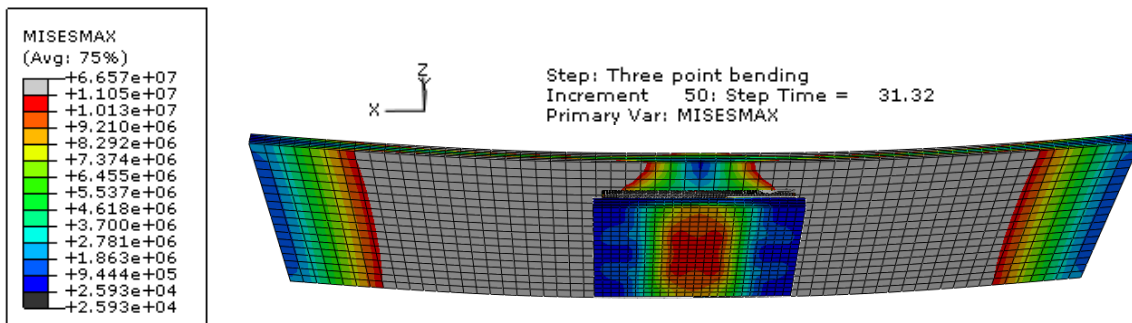 MISESMAX
(Avg: 75%)
+6.657e+07
+1.105e+07
+1.013e+07
+9.210e+06
+8.292e+06
+7.374e+06
+6.455e+06
+5.537e+06
+4.618e+06
+3.700e+06
+2.781e+06
+1.863e+06
+9.444e+05
+2.593e+04
+2.593e+04
Z
X
Step: Three point bending
Increment 50: Step Time = 31.32
Primary Var: MISESMAX